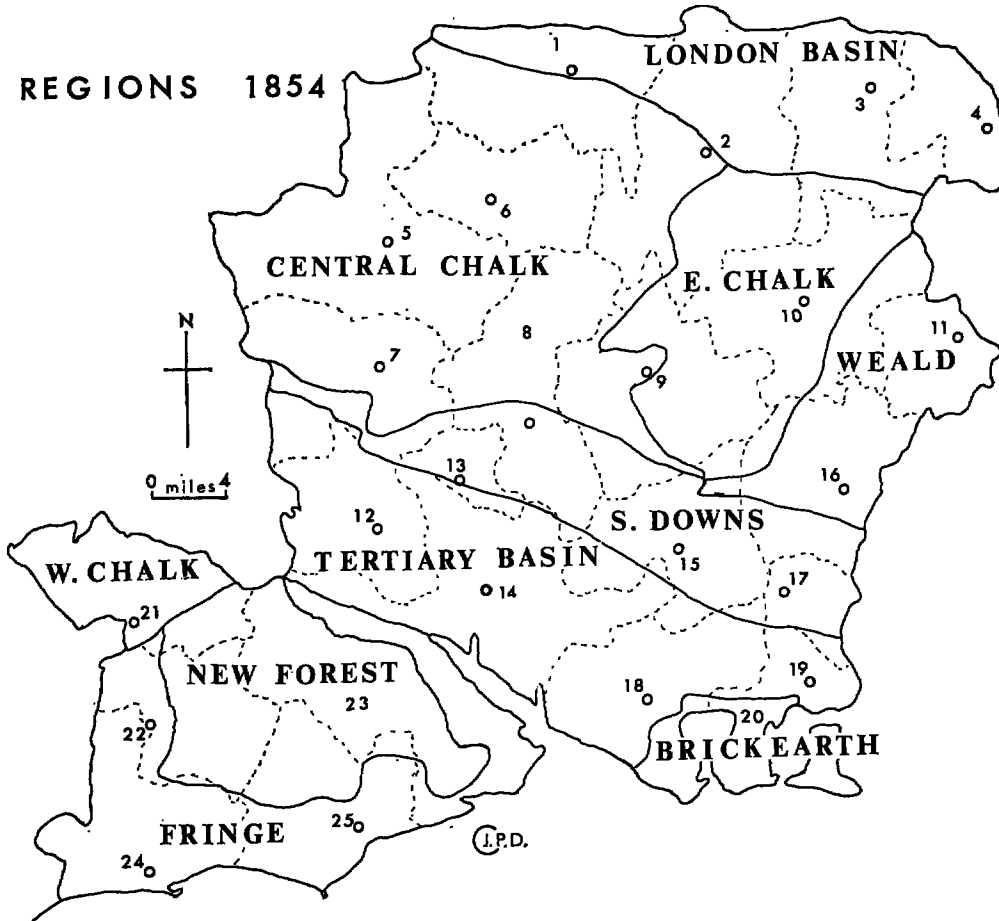 1
LONDON BASIN
REGIONS 1854
3
4
2
6
5
CENTRAL CHALK
E. CHALK
10
N
8
11
WEALD
7
9
0 miles 4
13
16
12
S. DOWNS
TERTIARY BASIN
15
W. CHALK
14
17
21
NEW FOREST
19
18
23
20
22
BRICKEARTH
FRINGE
25
J.P.D.
24